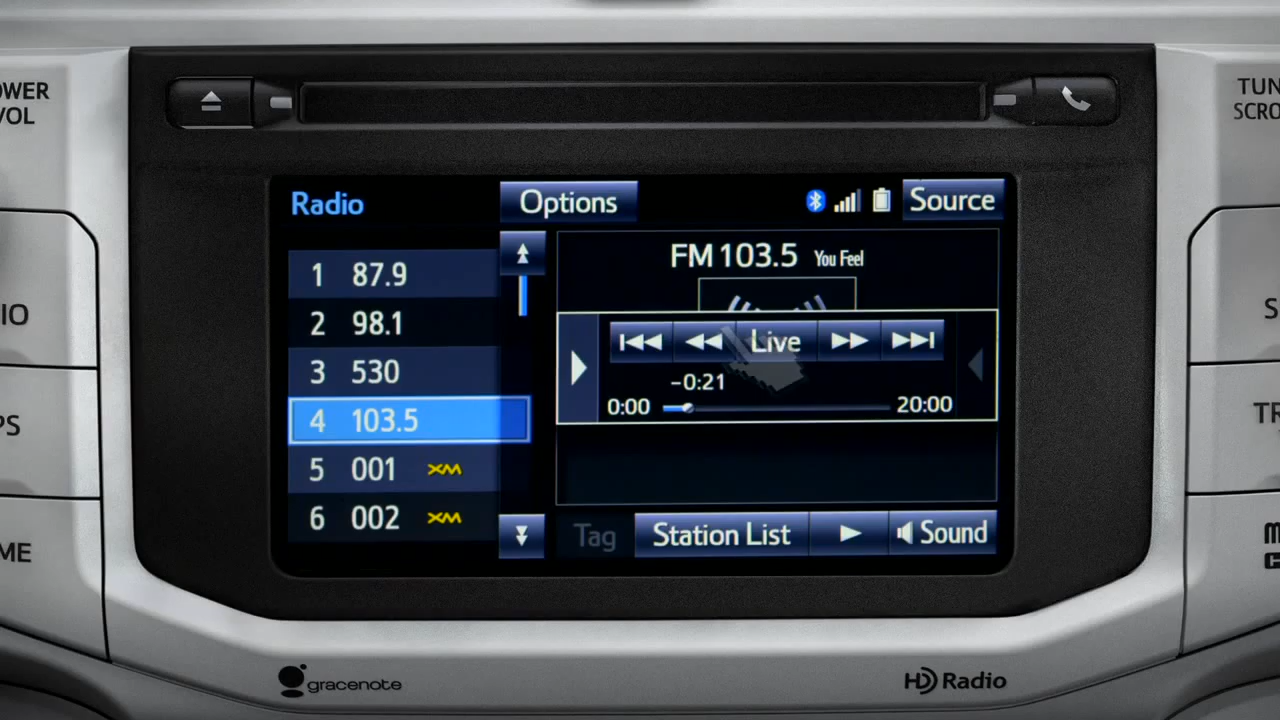 OWER
VOL
TUN
SCRO
Radio
Options
Source
FM 103.5 You Feel
1 87.9
2 98.1
3 530
4 103.5
5 001 XM
6 002 XM
Live
-0:21
0:00
20:00
Tag
Station List
Sound
IO
PS
ME
S
TR
gracenote
HD Radio